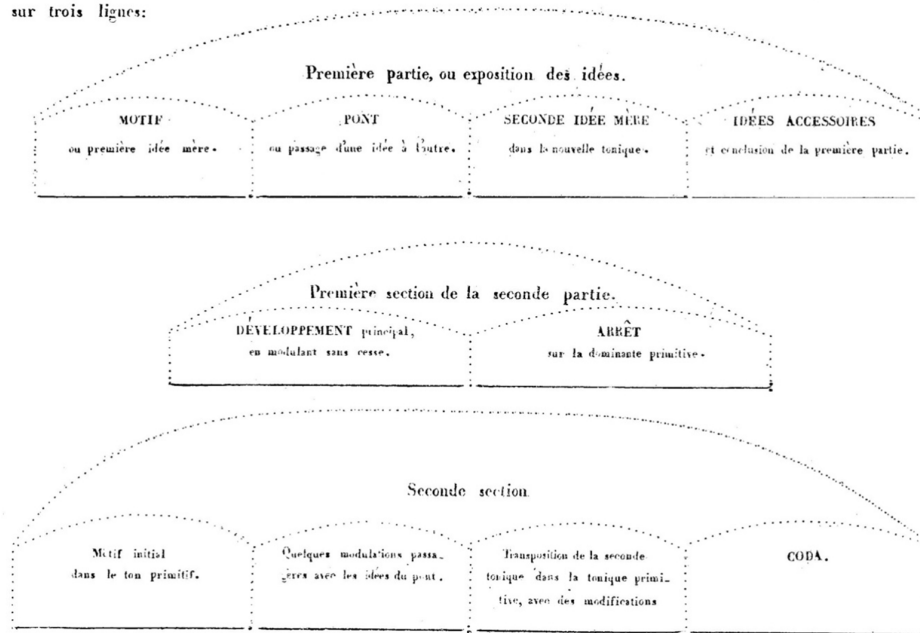 sur trois lignes:
Première partie, ou exposition des idées.
MOTIF
ou première idée mère.
PONT
ou passage d'une idée à l'autre.
SECONDE IDÉE MÈRE
dans la nouvelle tonique.
IDÉES ACCESSOIRES
et conclusion de la première partie.
Première section de la seconde partie.
DÉVELOPPEMENT principal,
en modulant sans cesse.
ARRÊT
sur la dominante primitive.
Seconde section
Motif initial
dans le ton primitif.
Quelques modulations passa-
gères avec les idées du pont.
Transposition de la seconde
tonique dans la tonique primi-
tive, avec des modifications
CODA.